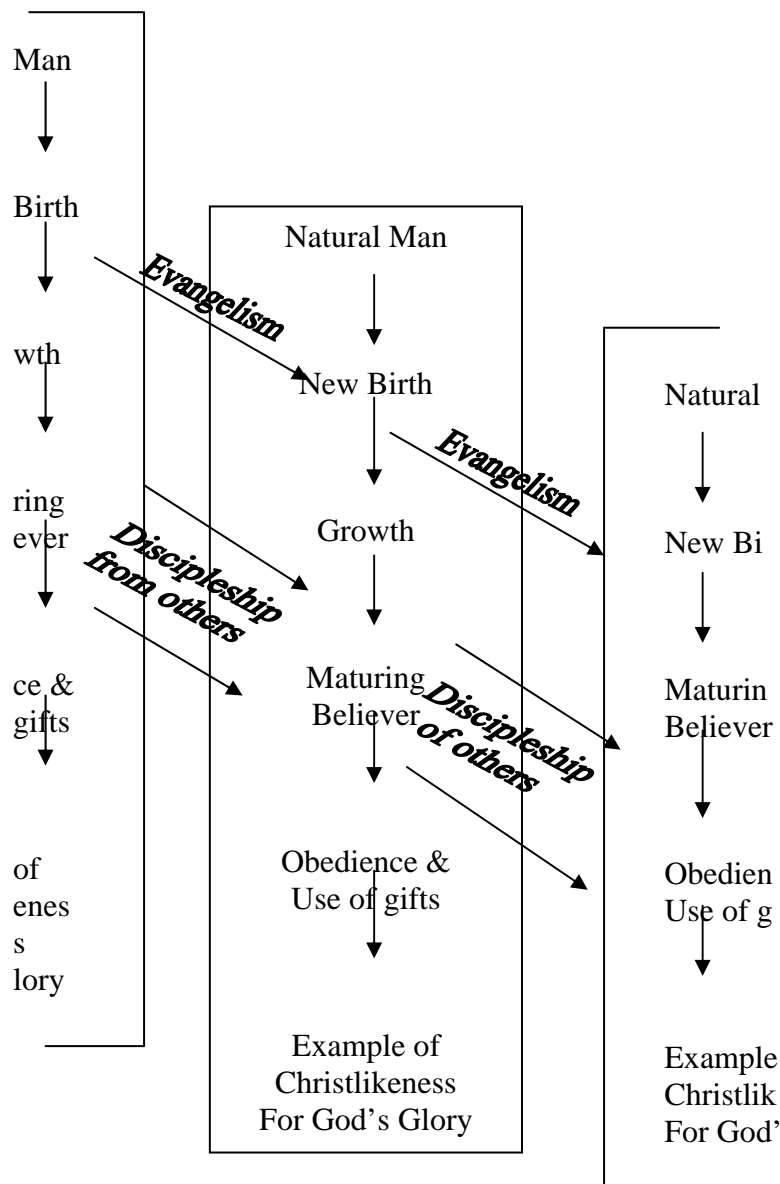 Man
Birth
wth
ring
ever
ce &
gifts
of
enes
s
lory
Evangelism
Discipleship
from others
Natural Man
New Birth
Growth
Maturing
Believer
Obedience &
Use of gifts
Example of
Christlikeness
For God's Glory
Evangelism
Discipleship
of others
Natural
New Bi
Maturin
Believer
Obedien
Use of g
Example
Christlik
For God'